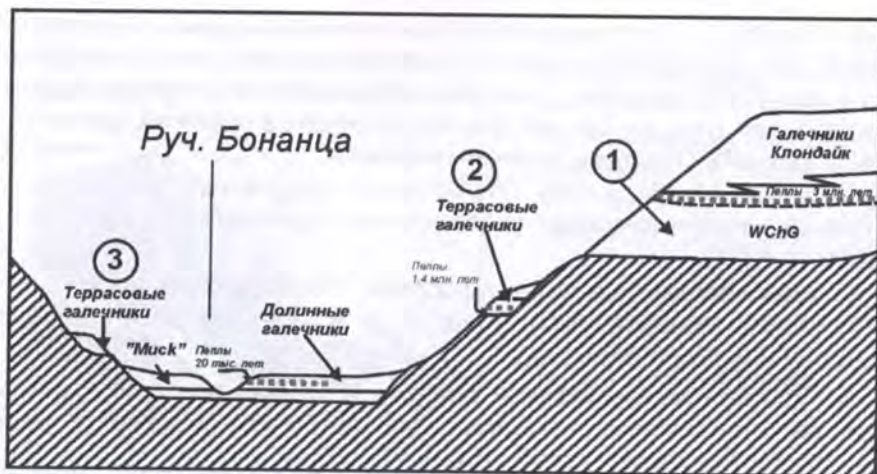 Руч. Бонанца
Галечники
Клондайк
1
Пеплы 3 млн. лет
WChG
2
Террасовые
галечники
Пеплы
1.4 млн. лет
3
Террасовые
галечники
Долинные
галечники
"Muck"
Пеплы
20 тыс. лет